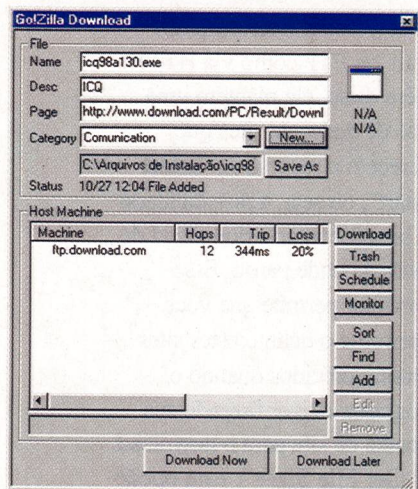 Go!Zilla Download
File
Name icq98a130.exe
Desc ICQ
Page http://www.download.com/PC/Result/Downl
N/A
N/A
Category Comunication New...
C:\Arquivos de Instalação\icq98 Save As
Status 10/27 12:04 File Added
Host Machine
Machine Hops Trip Loss Download
ftp.download.com 12 344ms 20%
Trash
Schedule
Monitor
Sort
Find
Add
Edit
Remove
Download Now Download Later